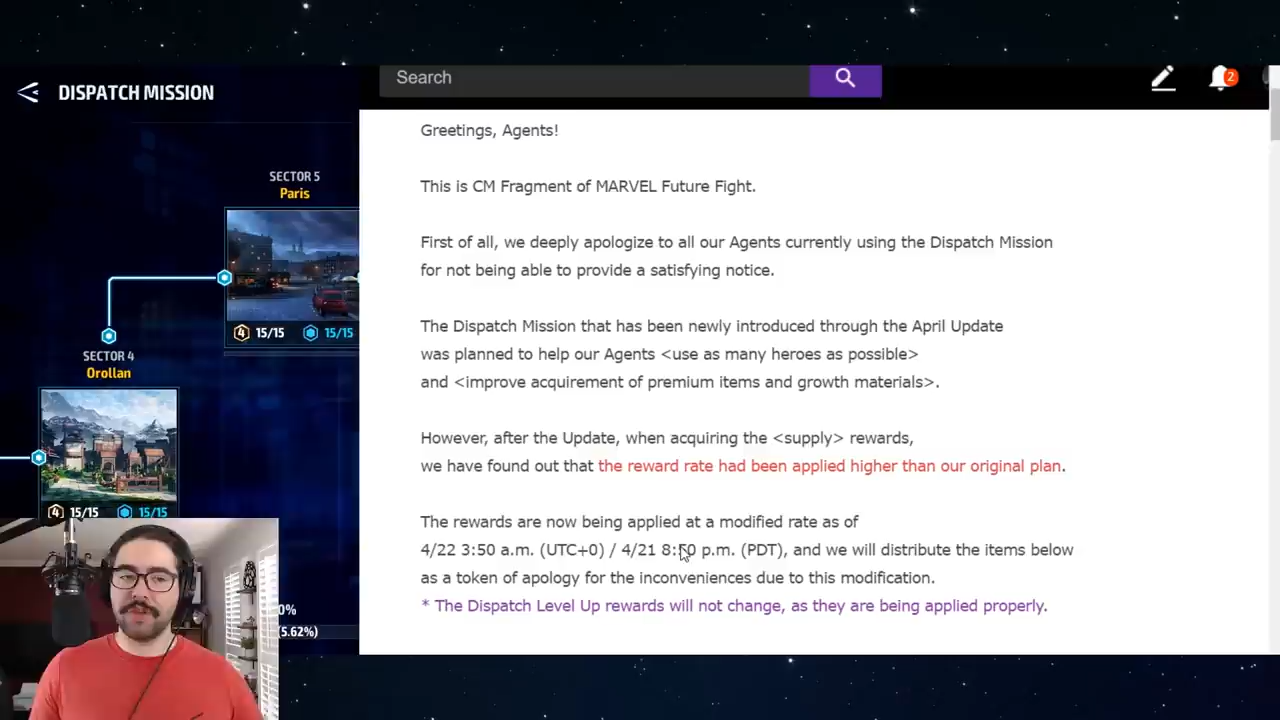 DISPATCH MISSION
SECTOR 5
Paris
4 15/15 15/15
SECTOR 4
Orollan
4 15/15 15/15
0%
(5.62%)
Search
2
Greetings, Agents!
This is CM Fragment of MARVEL Future Fight.
First of all, we deeply apologize to all our Agents currently using the Dispatch Mission
for not being able to provide a satisfying notice.
The Dispatch Mission that has been newly introduced through the April Update
was planned to help our Agents <use as many heroes as possible>
and <improve acquirement of premium items and growth materials>.
However, after the Update, when acquiring the <supply> rewards,
we have found out that the reward rate had been applied higher than our original plan.
The rewards are now being applied at a modified rate as of
4/22 3:50 a.m. (UTC+0) / 4/21 8:50 p.m. (PDT), and we will distribute the items below
as a token of apology for the inconveniences due to this modification.
* The Dispatch Level Up rewards will not change, as they are being applied properly.